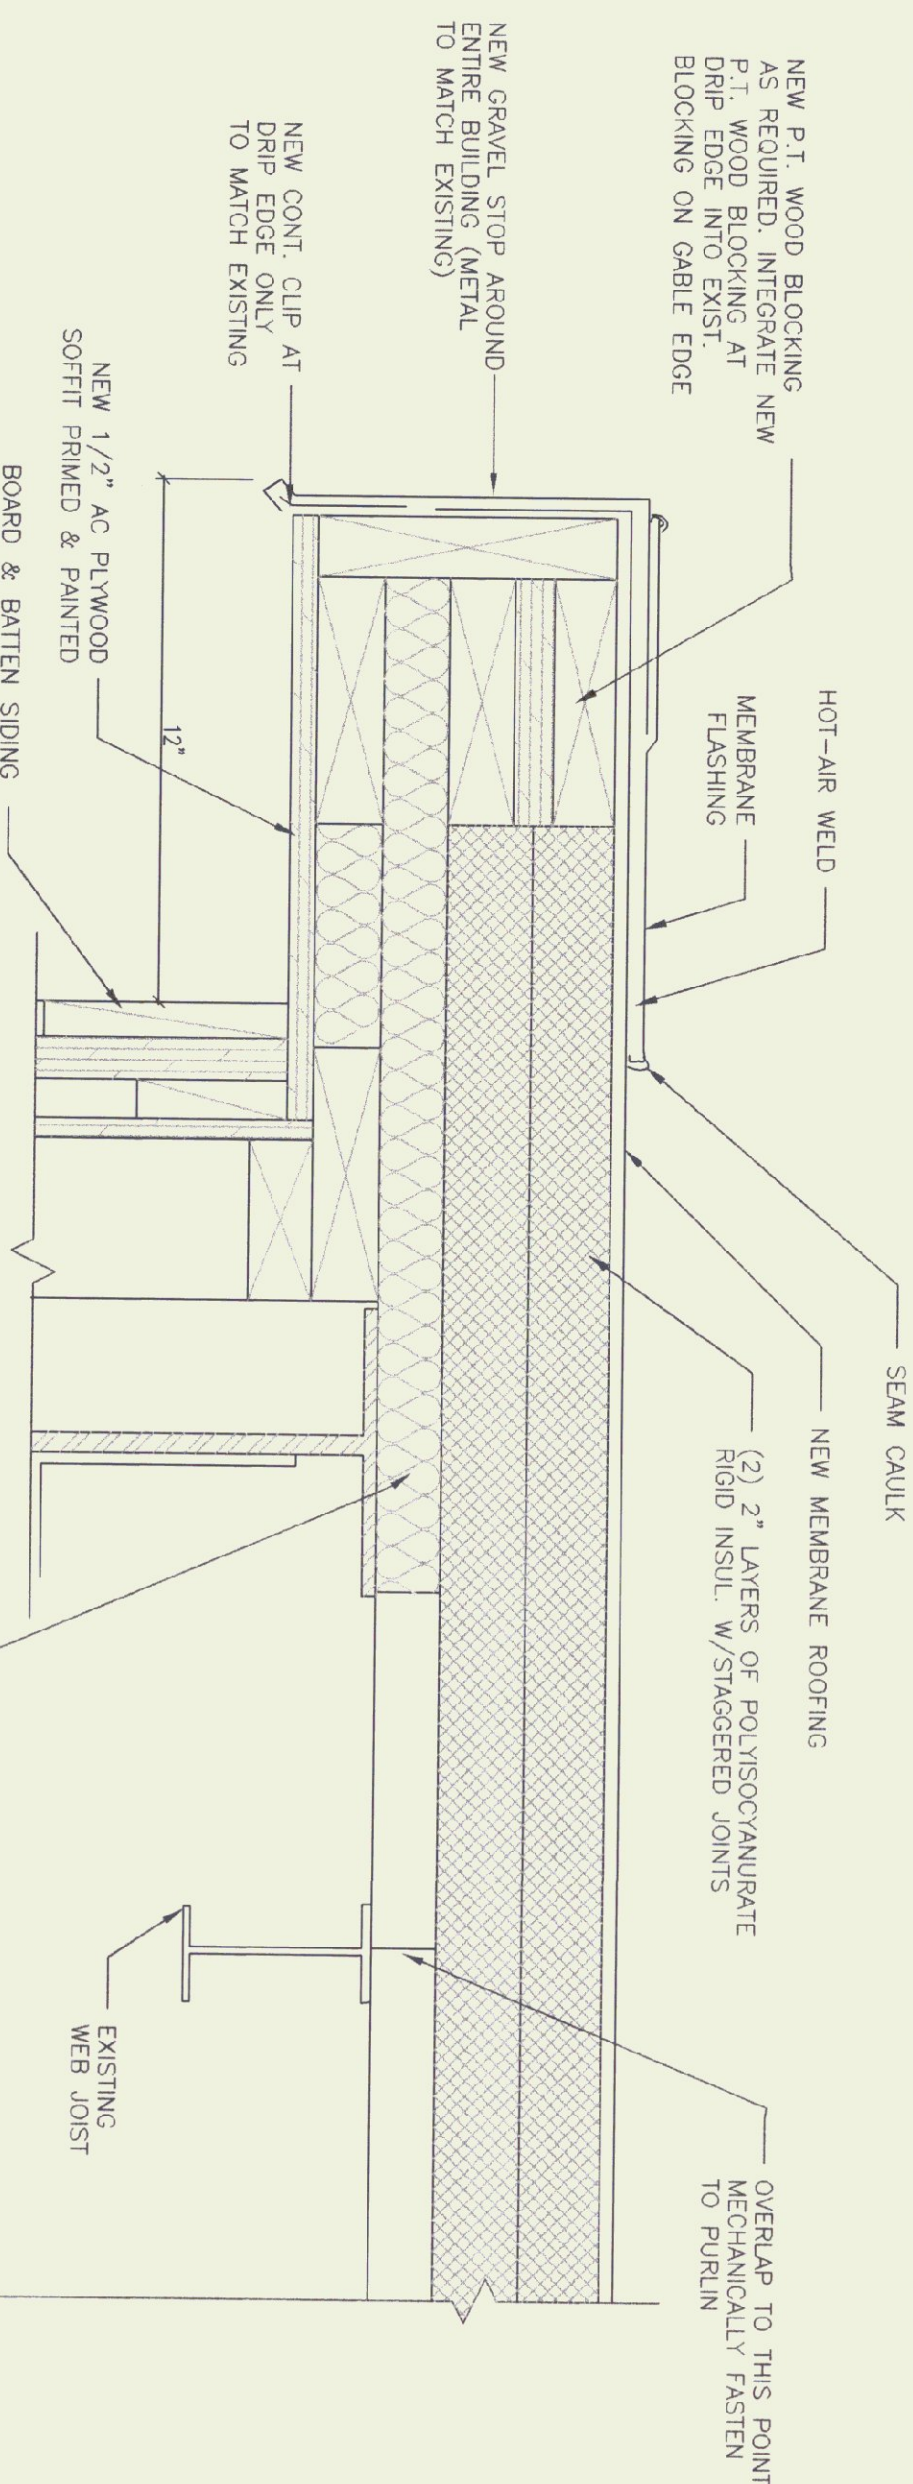 NEW P.T. WOOD BLOCKING
AS REQUIRED. INTEGRATE NEW
P.T. WOOD BLOCKING AT
DRIP EDGE INTO EXIST.
BLOCKING ON GABLE EDGE
HOT-AIR WELD
MEMBRANE
FLASHING
SEAM CAULK
NEW MEMBRANE ROOFING
(2) 2" LAYERS OF POLYISOCYANURATE
RIGID INSUL. W/STAGGERED JOINTS
OVERLAP TO THIS POINT
MECHANICALLY FASTEN
TO PURLIN
NEW GRAVEL STOP AROUND
ENTIRE BUILDING (METAL
TO MATCH EXISTING)
NEW CONT. CLIP AT
DRIP EDGE ONLY
TO MATCH EXISTING
12"
NEW 1/2" AC PLYWOOD
SOFFIT PRIMED & PAINTED
BOARD & BATTEN SIDING
EXISTING
WEB JOIST